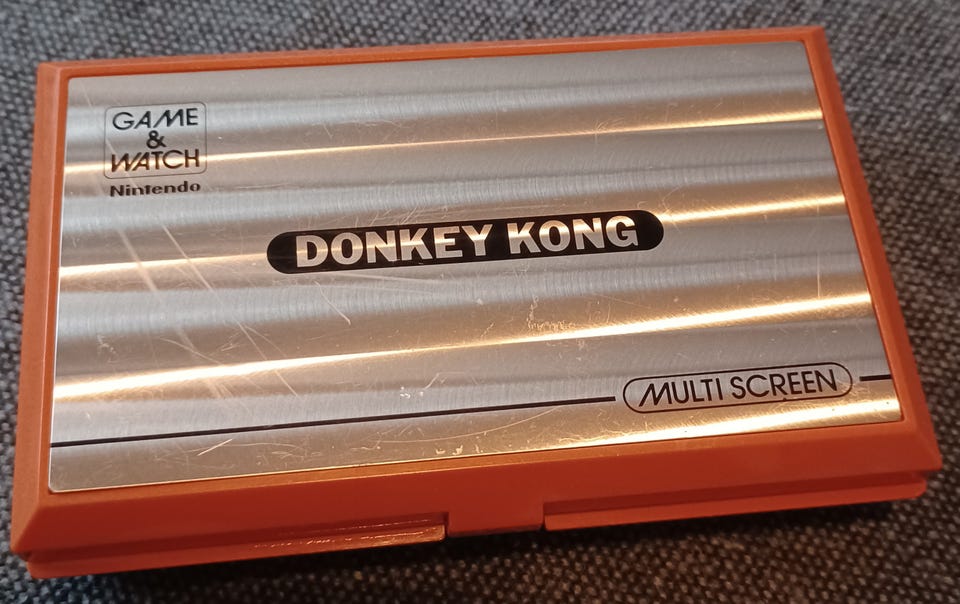 GAME
&
WATCH
Nintendo
DONKEY KONG
MULTI SCREEN